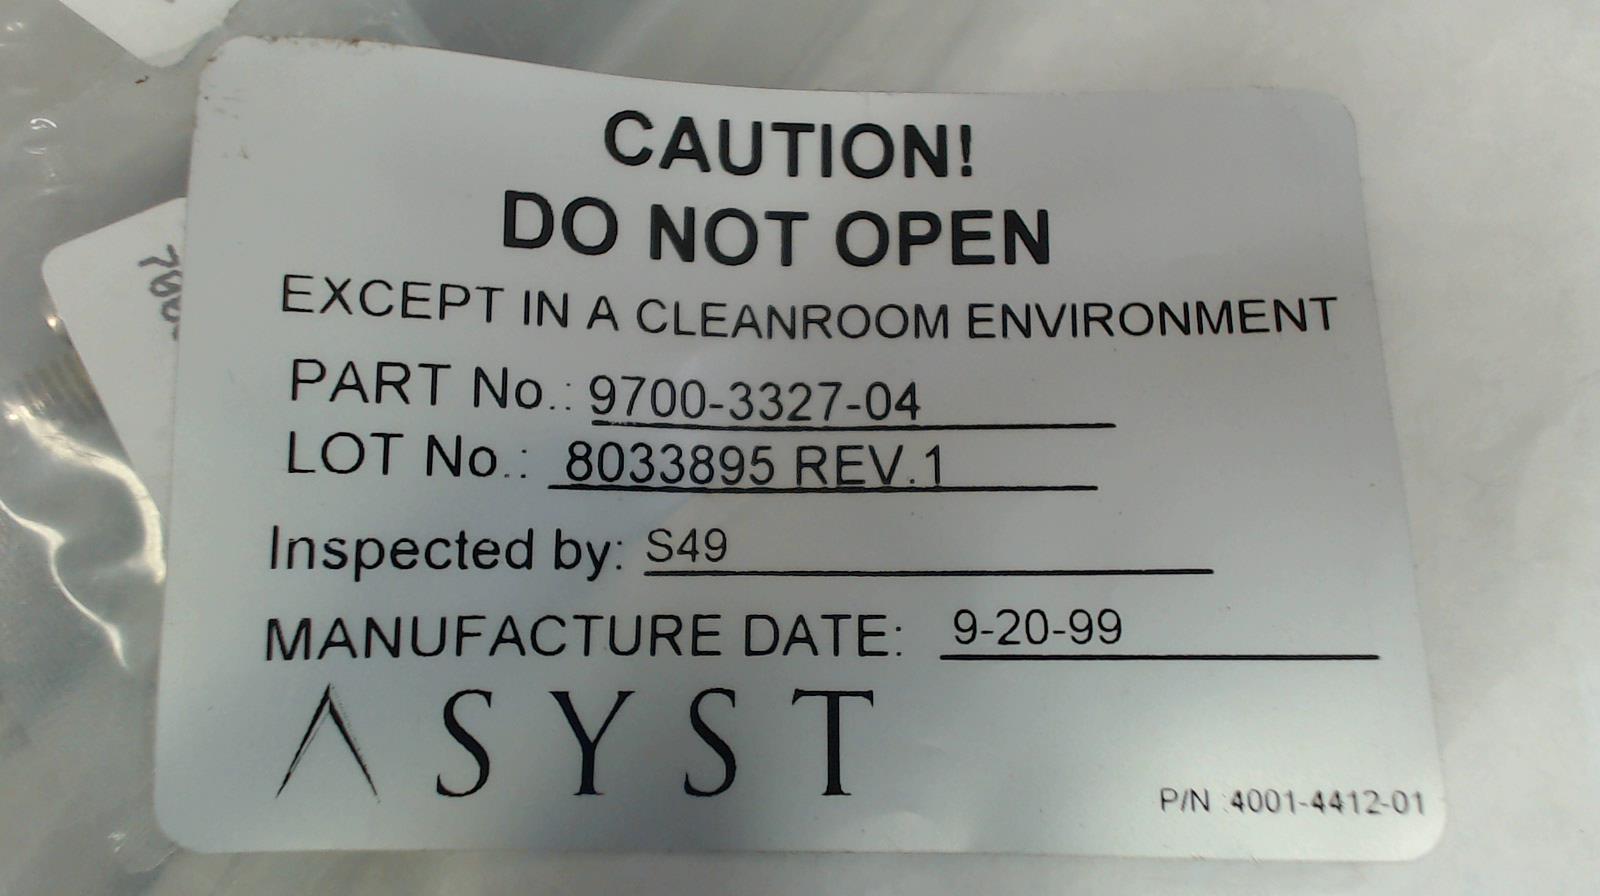 CAUTION!
DO NOT OPEN
EXCEPT IN A CLEANROOM ENVIRONMENT
PART No.: 9700-3327-04
LOT No.: 8033895 REV.1
Inspected by: S49
MANUFACTURE DATE: 9-20-99
ASYST
P/N 4001-4412-01